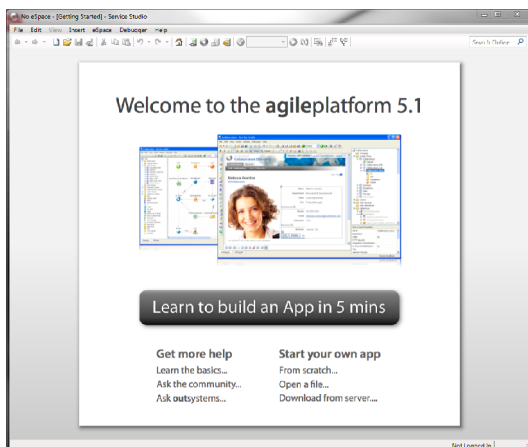 No eSpace - [Getting Started] - Service Studio
File Edit View Insert eSpace Debugger Help
Welcome to the agileplatform 5.1
Learn to build an App in 5 mins
Get more help
Learn the basics...
Ask the community...
Ask outsystems...
Start your own app
From scratch...
Open a file...
Download from server....
Not Logged In